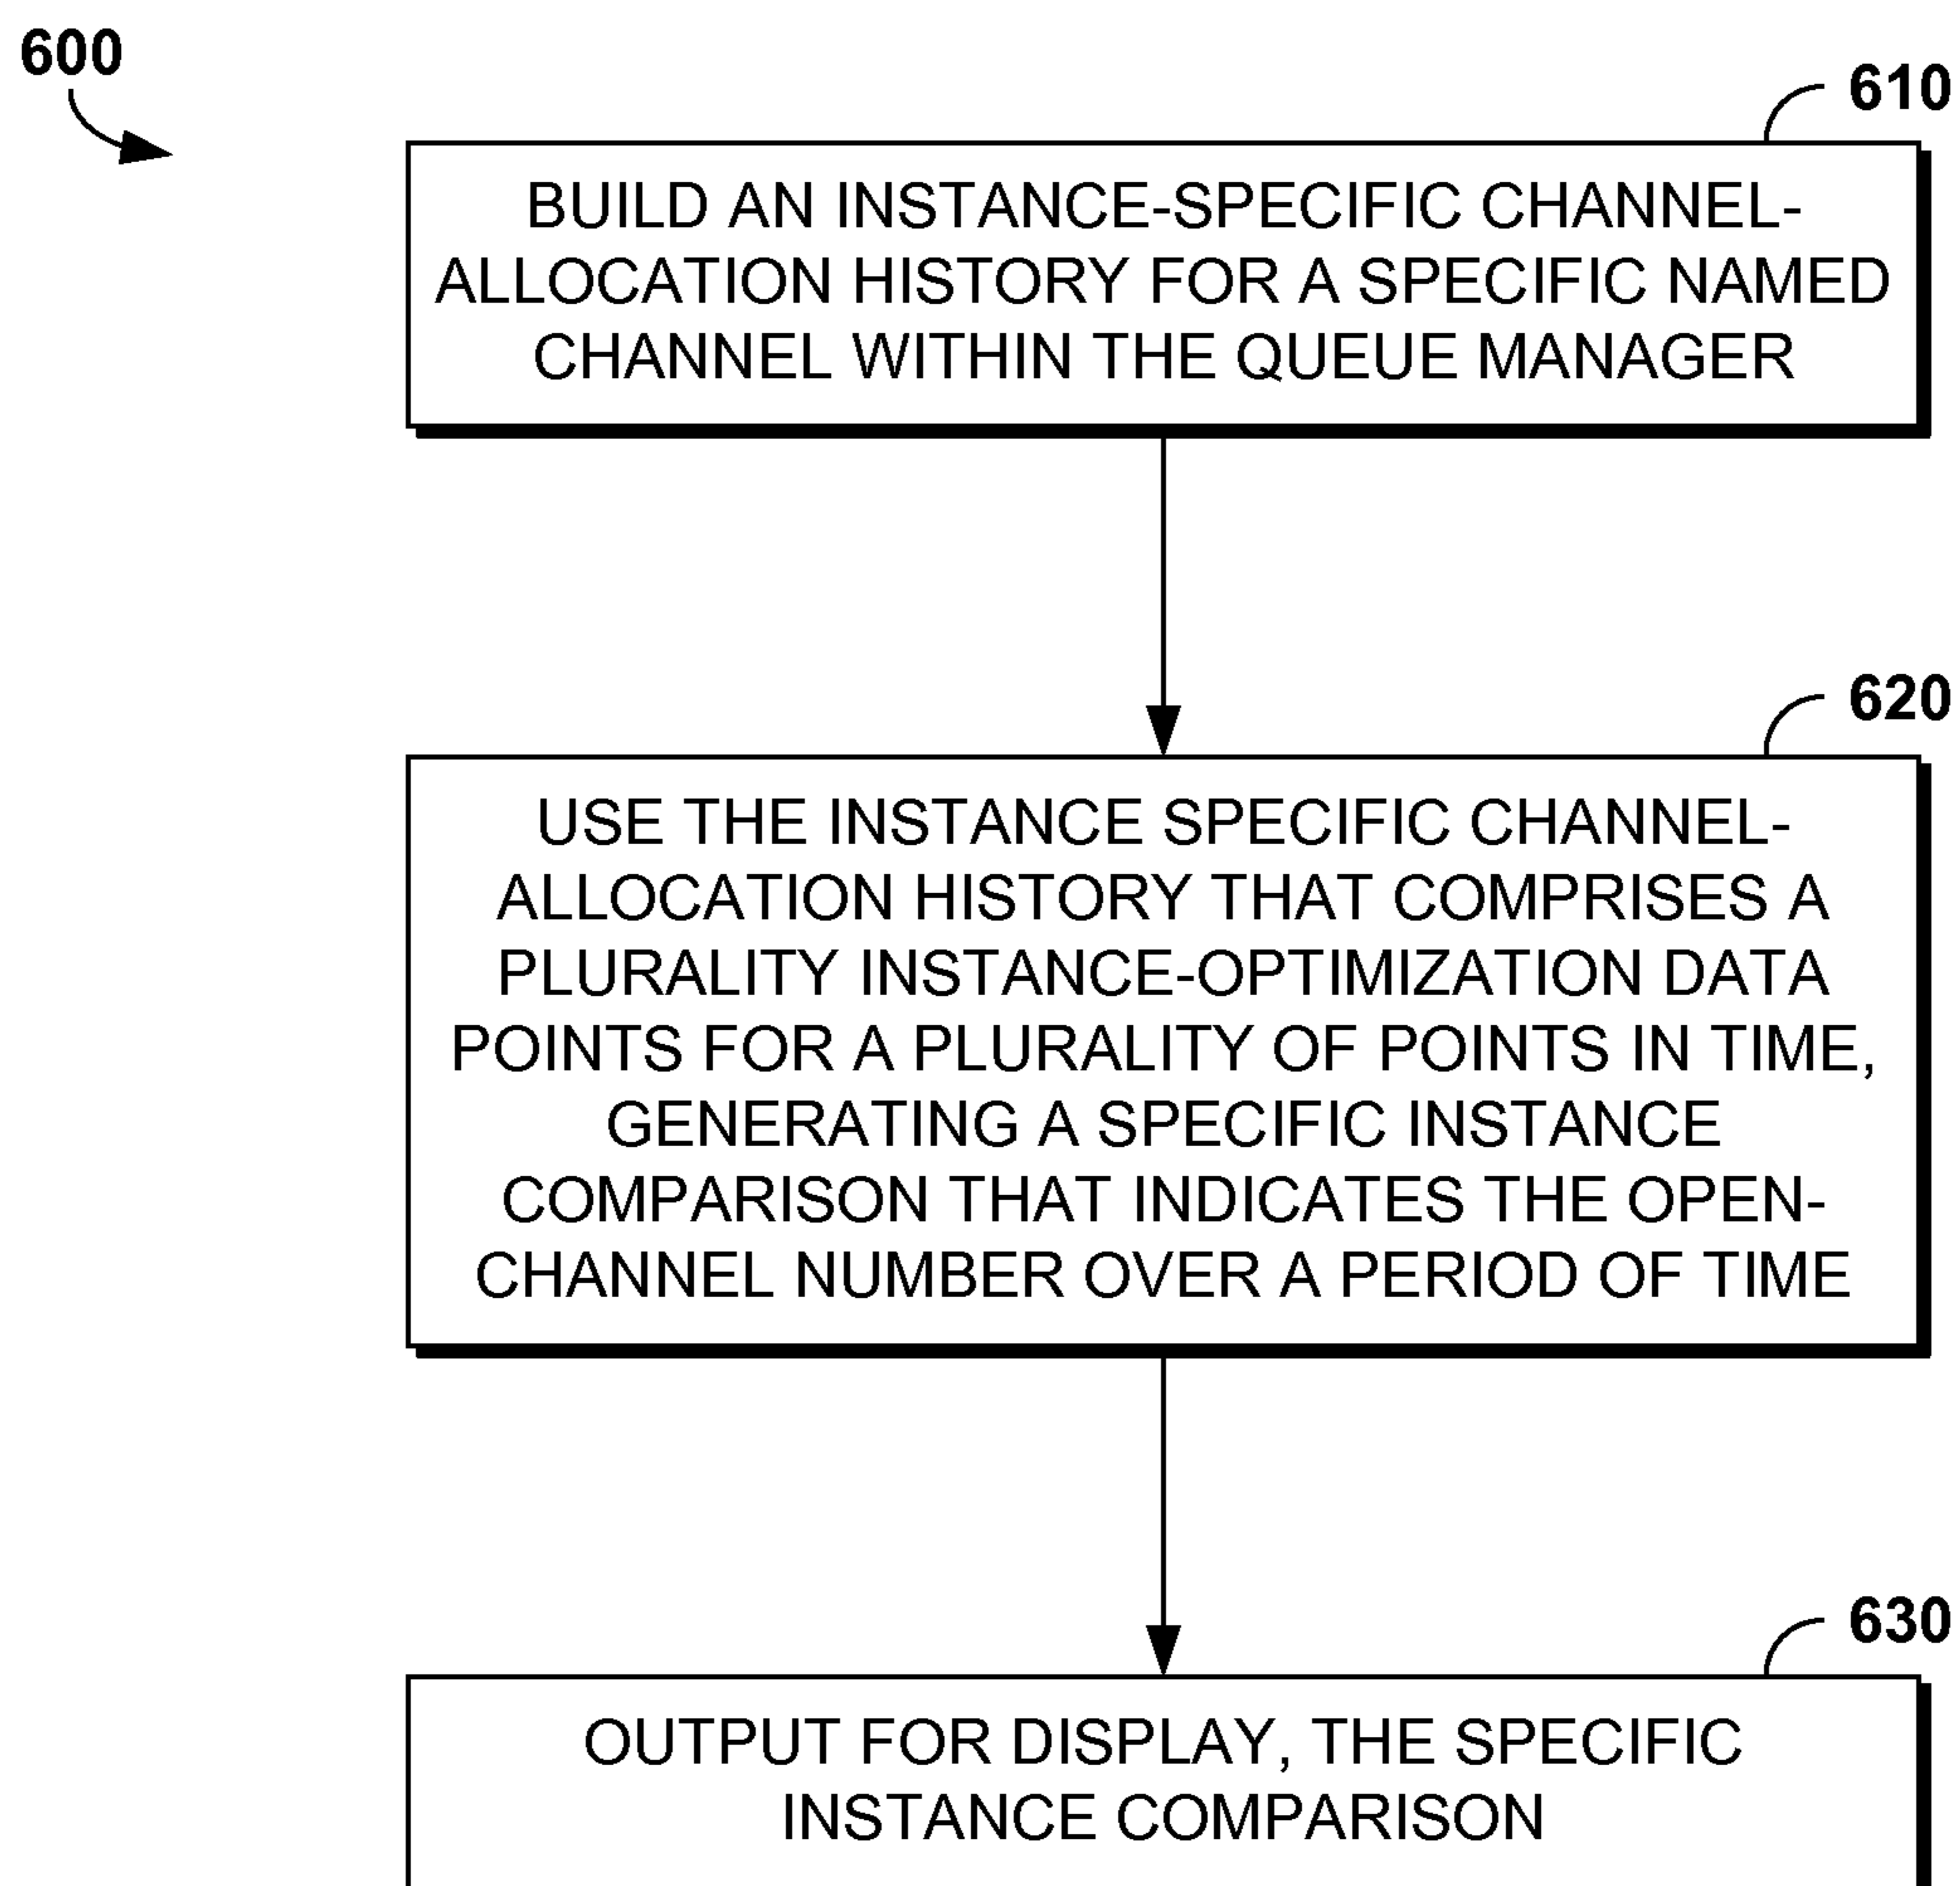 600
610
BUILD AN INSTANCE-SPECIFIC CHANNEL-
ALLOCATION HISTORY FOR A SPECIFIC NAMED
CHANNEL WITHIN THE QUEUE MANAGER
620
USE THE INSTANCE SPECIFIC CHANNEL-
ALLOCATION HISTORY THAT COMPRISES A
PLURALITY INSTANCE-OPTIMIZATION DATA
POINTS FOR A PLURALITY OF POINTS IN TIME,
GENERATING A SPECIFIC INSTANCE
COMPARISON THAT INDICATES THE OPEN-
CHANNEL NUMBER OVER A PERIOD OF TIME
630
OUTPUT FOR DISPLAY, THE SPECIFIC
INSTANCE COMPARISON